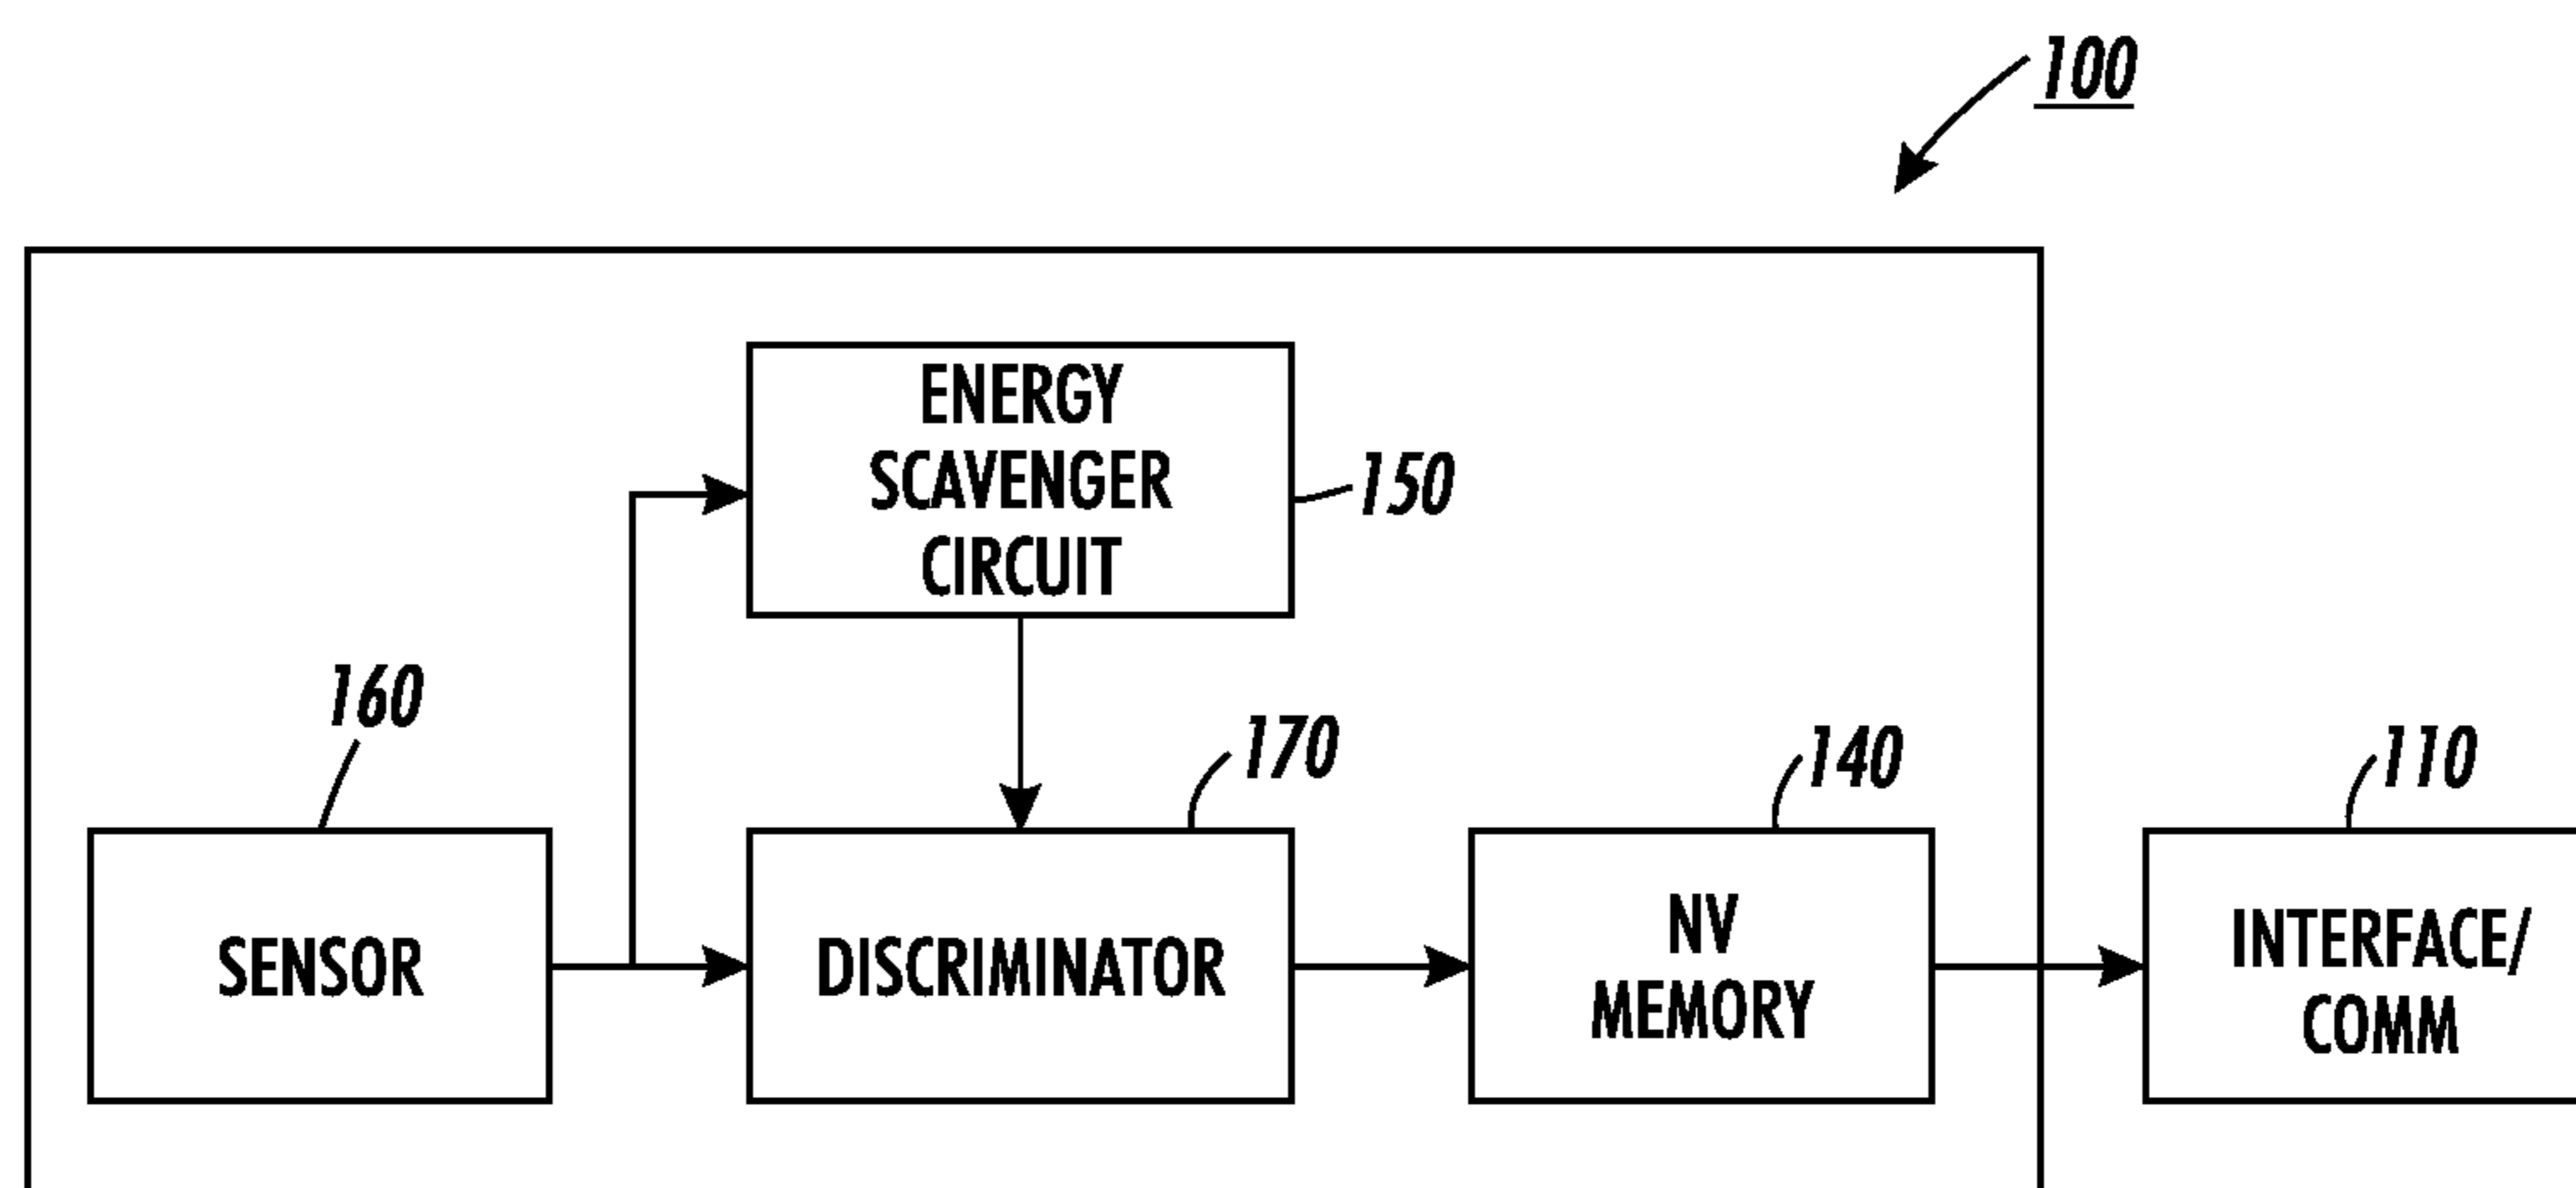 100
ENERGY
SCAVENGER
CIRCUIT
150
160
170
140
110
SENSOR
DISCRIMINATOR
NV
MEMORY
INTERFACE/
COMM